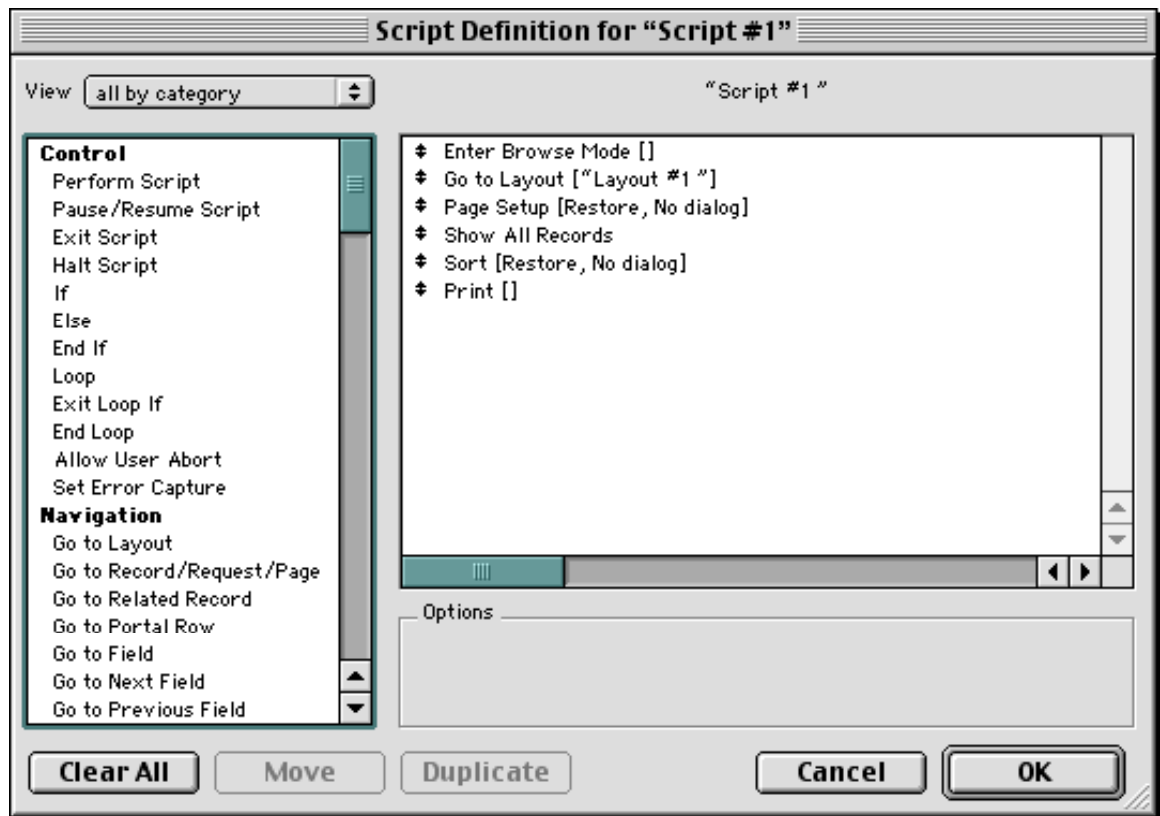 Script Definition for “Script #1”
View all by category
“Script #1”
Control
Perform Script
Pause/Resume Script
Exit Script
Halt Script
If
Else
End If
Loop
Exit Loop If
End Loop
Allow User Abort
Set Error Capture
Navigation
Go to Layout
Go to Record/Request/Page
Go to Related Record
Go to Portal Row
Go to Field
Go to Next Field
Go to Previous Field
Enter Browse Mode []
Go to Layout [“Layout #1”]
Page Setup [Restore, No dialog]
Show All Records
Sort [Restore, No dialog]
Print []
Options
Clear All Move Duplicate Cancel OK